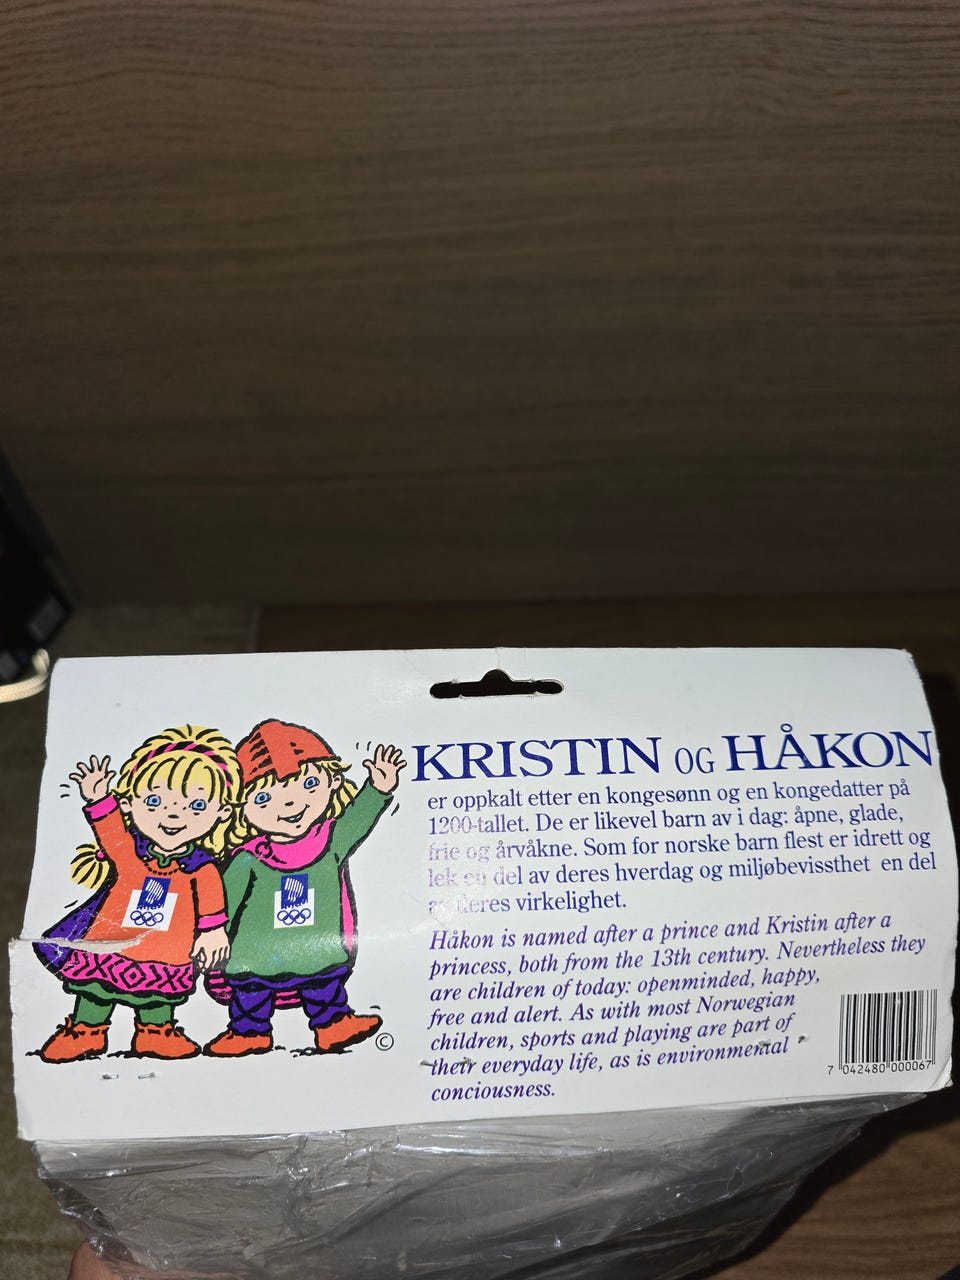 KRISTIN OG HÅKON
er oppkalt etter en kongesønn og en kongedatter på
1200-tallet. De er likevel barn av i dag: åpne, glade,
frie og årvåkne. Som for norske barn flest er idrett og
lek en del av deres hverdag og miljøbevissthet en del
av deres virkelighet.
Håkon is named after a prince and Kristin after a
princess, both from the 13th century. Nevertheless they
are children of today: openminded, happy,
free and alert. As with most Norwegian
children, sports and playing are part of
their everyday life, as is environmental
conciousness.
©
7 042480 000067